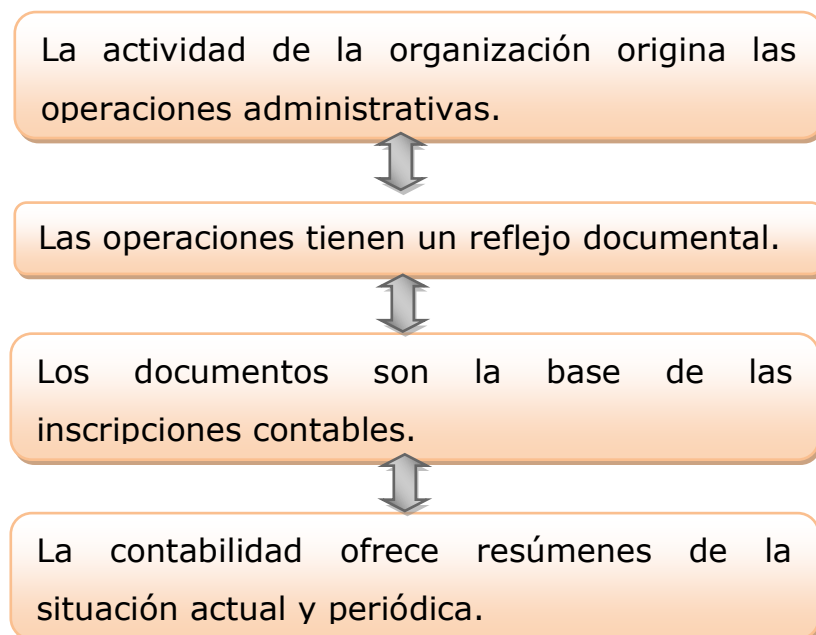 La actividad de la organización origina las
operaciones administrativas.
Las operaciones tienen un reflejo documental.
Los documentos son la base de las
inscripciones contables.
La contabilidad ofrece resúmenes de la
situación actual y periódica.